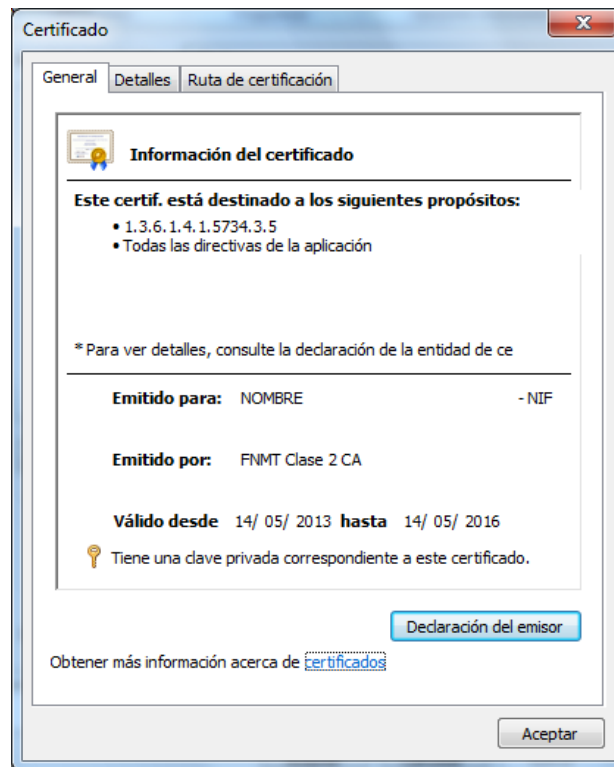 Certificado
General Detalles Ruta de certificación
Información del certificado
Este certif. está destinado a los siguientes propósitos:
• 1.3.6.1.4.1.5734.3.5
• Todas las directivas de la aplicación
* Para ver detalles, consulte la declaración de la entidad de ce
Emitido para: NOMBRE - NIF
Emitido por: FNMT Clase 2 CA
Válido desde 14/ 05/ 2013 hasta 14/ 05/ 2016
Tiene una clave privada correspondiente a este certificado.
Declaración del emisor
Obtener más información acerca de certificados
Aceptar